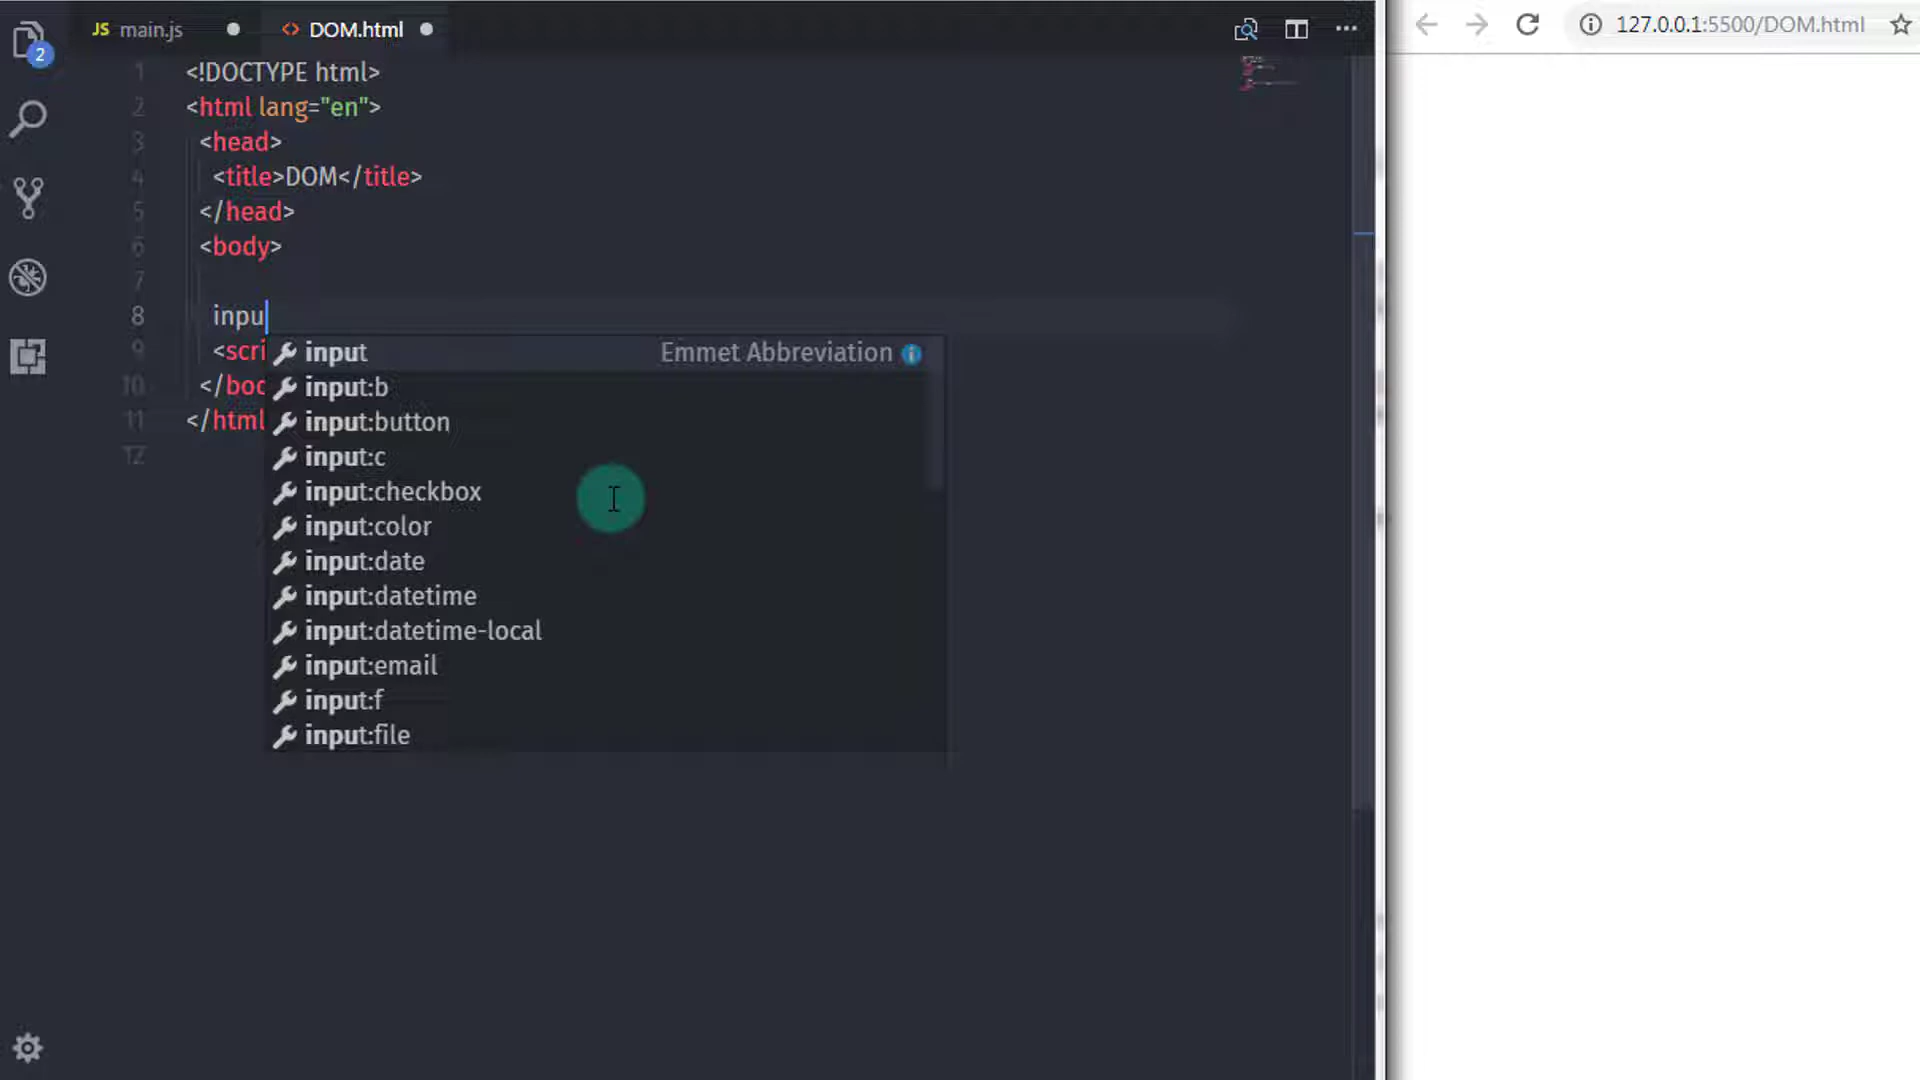 JS main.js
<> DOM.html
127.0.0.1:5500/DOM.html
2
1 <!DOCTYPE html>
2 <html lang="en">
3 <head>
4 <title>DOM</title>
5 </head>
6 <body>
7
8 inpu
9 <scri
10 </bod
11 </html
12
input Emmet Abbreviation
input:b
input:button
input:c
input:checkbox
input:color
input:date
input:datetime
input:datetime-local
input:email
input:f
input:file